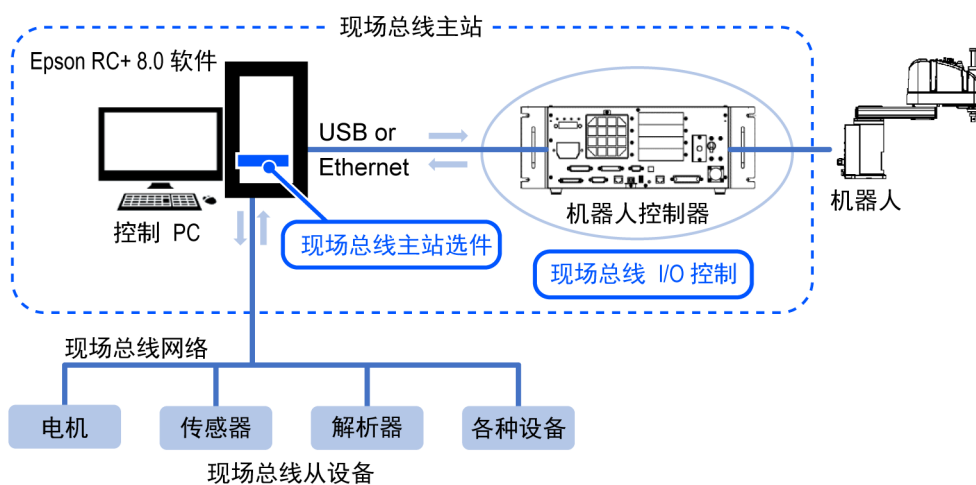 现场总线主站
Epson RC+ 8.0 软件
USB or
Ethernet
控制 PC
现场总线主站选件
机器人控制器
机器人
现场总线 I/O 控制
现场总线网络
电机
传感器
解析器
各种设备
现场总线从设备